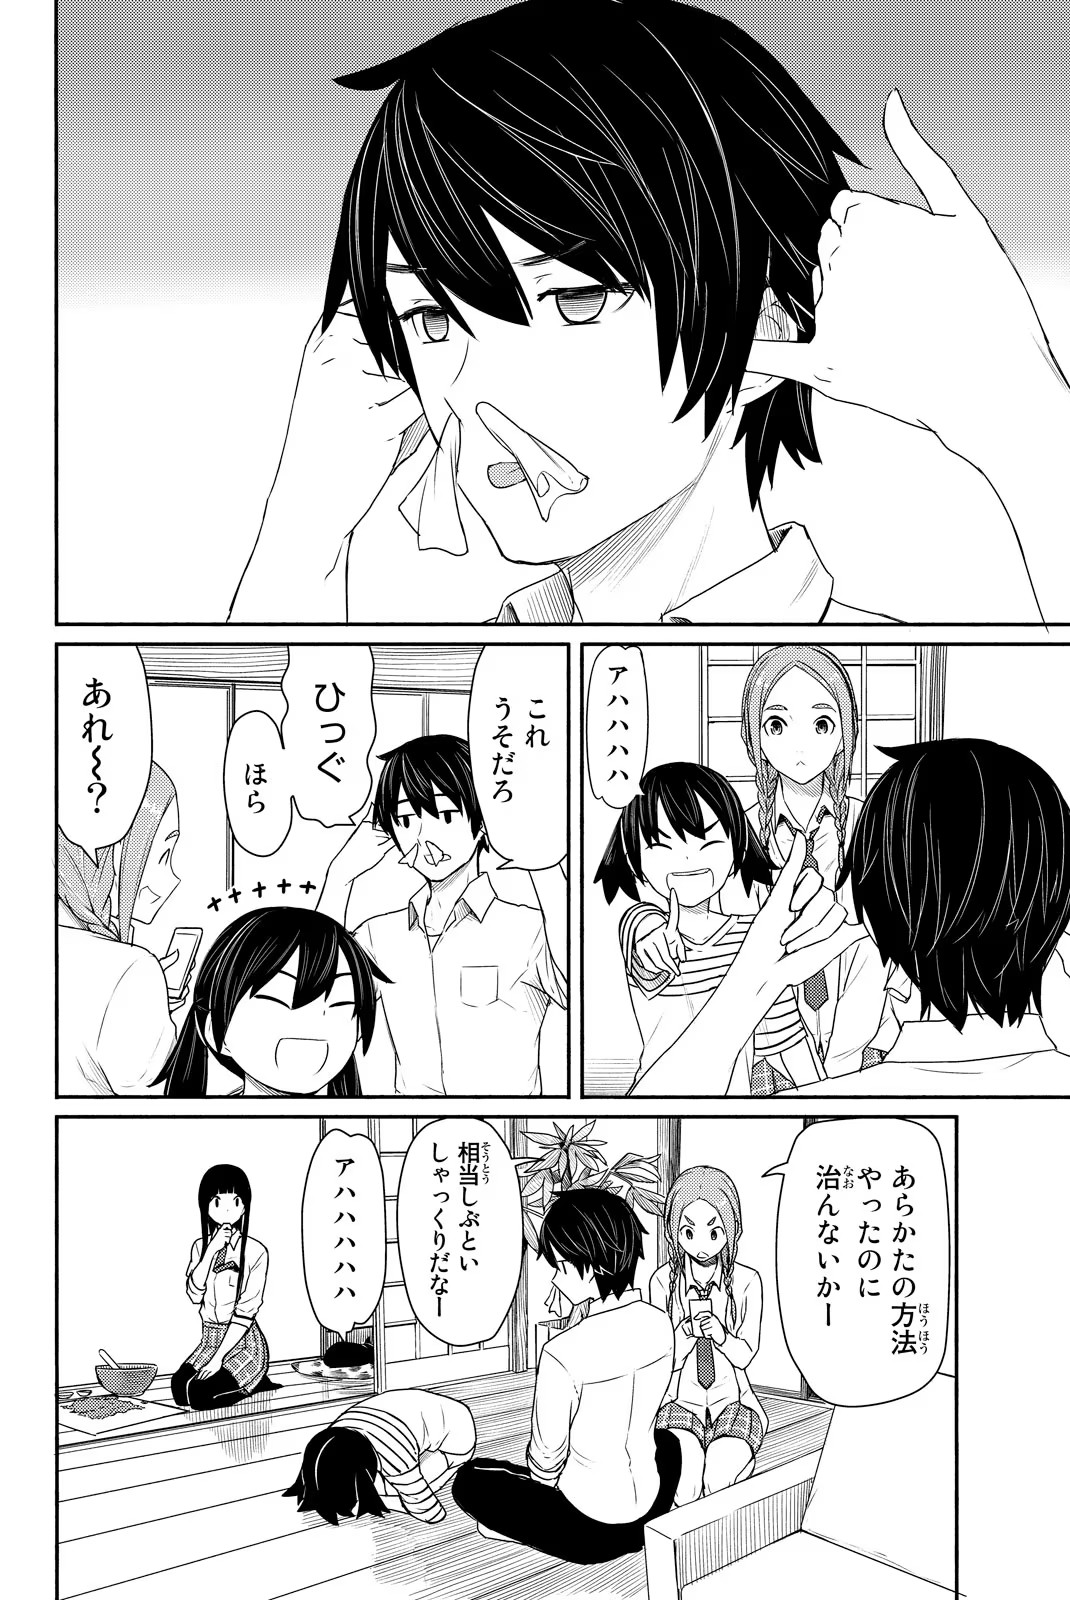 アハハハハ
これ
うそだろ
ひっぐ
ほら
あれ〜?
あらかたの方法
やったのに
治んないかー
相当しぶとい
しゃっくりだなー
アハハハハハ